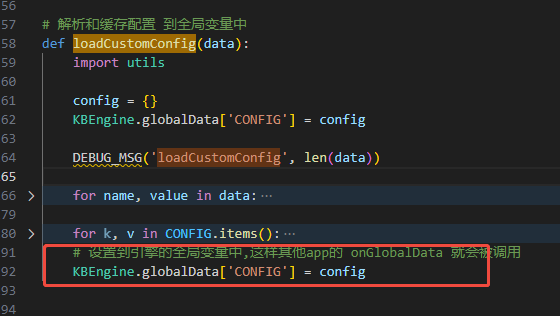 56
57 # 解析和缓存配置 到全局变量中
58 def loadCustomConfig(data):
59 import utils
60
61 config = {}
62 KBEngine.globalData['CONFIG'] = config
63
64 DEBUG_MSG('loadCustomConfig', len(data))
65
66 for name, value in data:…
79
80 for k, v in CONFIG.items():…
91 # 设置到引擎的全局变量中,这样其他app的 onGlobalData 就会被调用
92 KBEngine.globalData['CONFIG'] = config
93
94